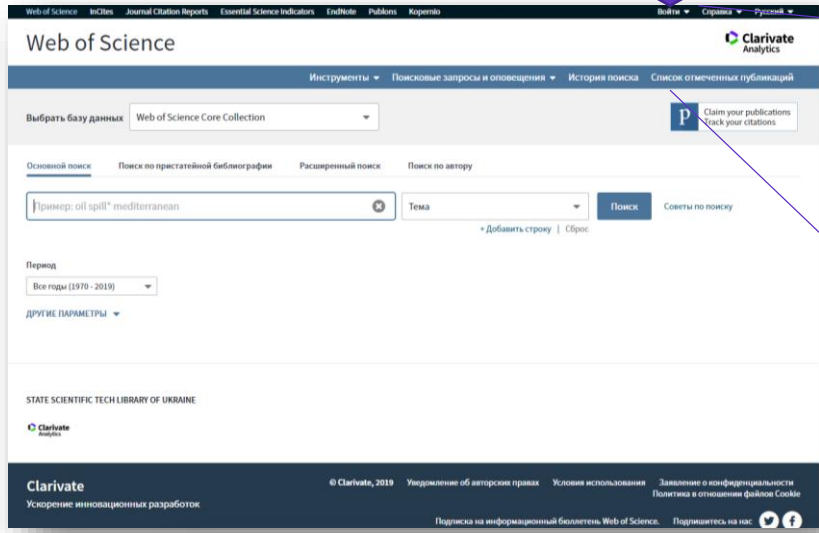 Web of Science InCites Journal Citation Reports Essential Science Indicators EndNote Publons Kopernio Войти Справка Русский
Web of Science
Clarivate
Analytics
Инструменты Поисковые запросы и оповещения История поиска Список отмеченных публикаций
Выбрать базу данных Web of Science Core Collection
p Claim your publications
Track your citations
Основной поиск Поиск по пристатейной библиографии Расширенный поиск Поиск по автору
Пример: oil spill* mediterranean Тема Поиск Советы по поиску
+ Добавить строку | Сброс
Период
Все годы (1970 - 2019)
ДРУГИЕ ПАРАМЕТРЫ
STATE SCIENTIFIC TECH LIBRARY OF UKRAINE
Clarivate
Analytics
Clarivate
Ускорение инновационных разработок
© Clarivate, 2019 Уведомление об авторских правах Условия использования Заявление о конфиденциальности
Политика в отношении файлов Cookie
Подписка на информационный бюллетень Web of Science. Подпишитесь на нас